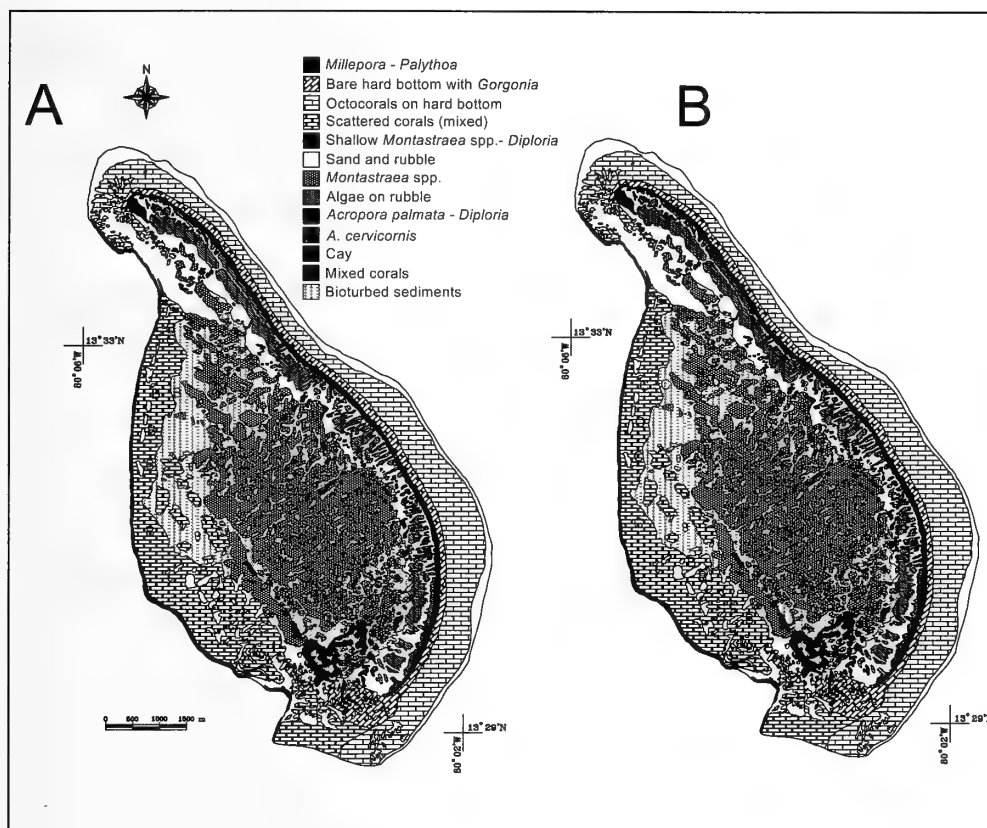 A
N
B
Millepora - Palythoa
Bare hard bottom with Gorgonia
Octocorals on hard bottom
Scattered corals (mixed)
Shallow Montastraea spp.- Diploria
Sand and rubble
Montastraea spp.
Algae on rubble
Acropora palmata - Diploria
A. cervicornis
Cay
Mixed corals
Bioturbed sediments
13° 33'N
80° 06'W
13° 33'N
80° 06'W
0 500 1000 1500 m
13° 29'N
80° 02'W
13° 29'N
80° 02'W